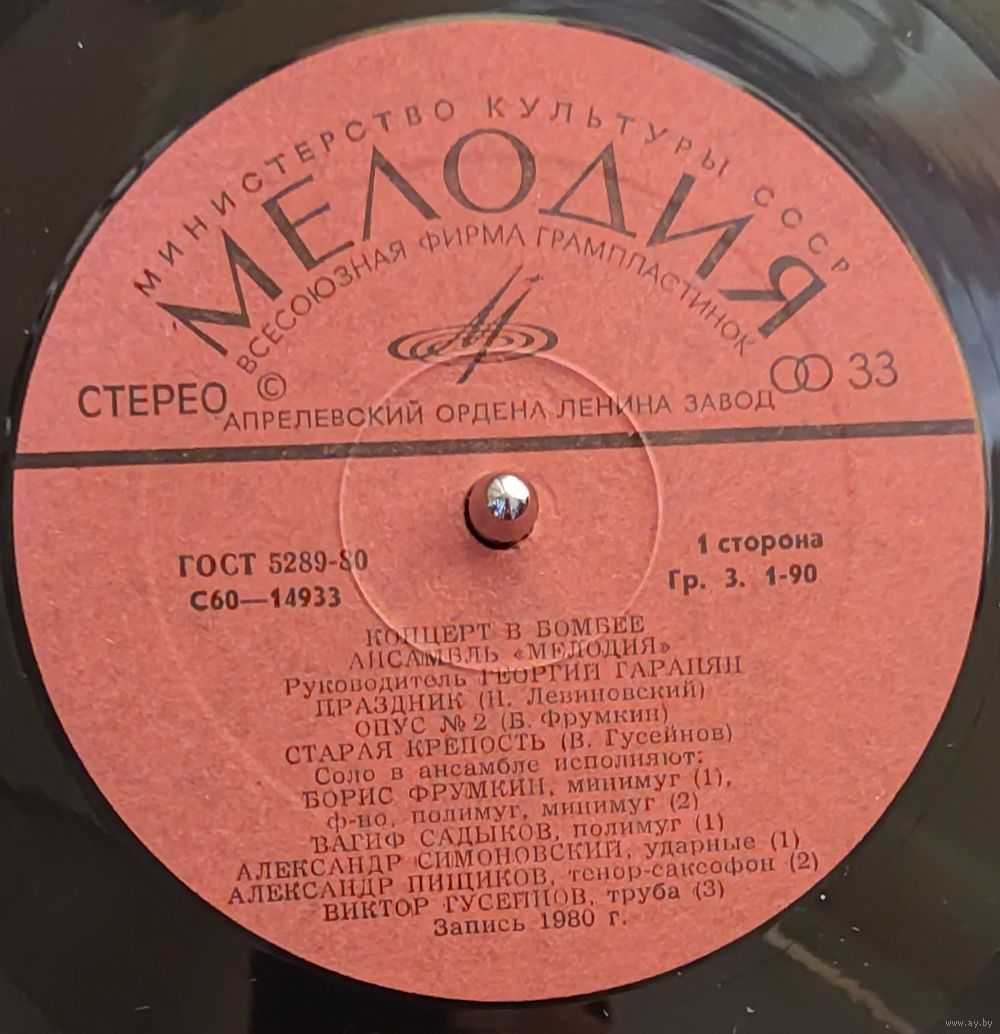 МИНИСТЕРСТВО КУЛЬТУРЫ СССР
МЕЛОДИЯ
ВСЕСОЮЗНАЯ ФИРМА ГРАМПЛАСТИНОК
СТЕРЕО © 33
АПРЕЛЕВСКИЙ ОРДЕНА ЛЕНИНА ЗАВОД
ГОСТ 5289-80
С60—14933
1 сторона
Гр. 3. 1-90
КОНЦЕРТ В БОМБЕЕ
АНСАМБЛЬ «МЕЛОДИЯ»
Руководитель ГЕОРГИЙ ГАРАНЯН
ПРАЗДНИК (Н. Левиновский)
ОПУС № 2 (Б. Фрумкин)
СТАРАЯ КРЕПОСТЬ (В. Гусейнов)
Соло в ансамбле исполняют:
БОРИС ФРУМКИН, минимуг (1),
ф-но, полимуг, минимуг (2)
ВАГИФ САДЫКОВ, полимуг (1)
АЛЕКСАНДР СИМОНОВСКИЙ, ударные (1)
АЛЕКСАНДР ПИЩИКОВ, тенор-саксофон (2)
ВИКТОР ГУСЕЙНОВ, труба (3)
Запись 1980 г.
www.ay.by